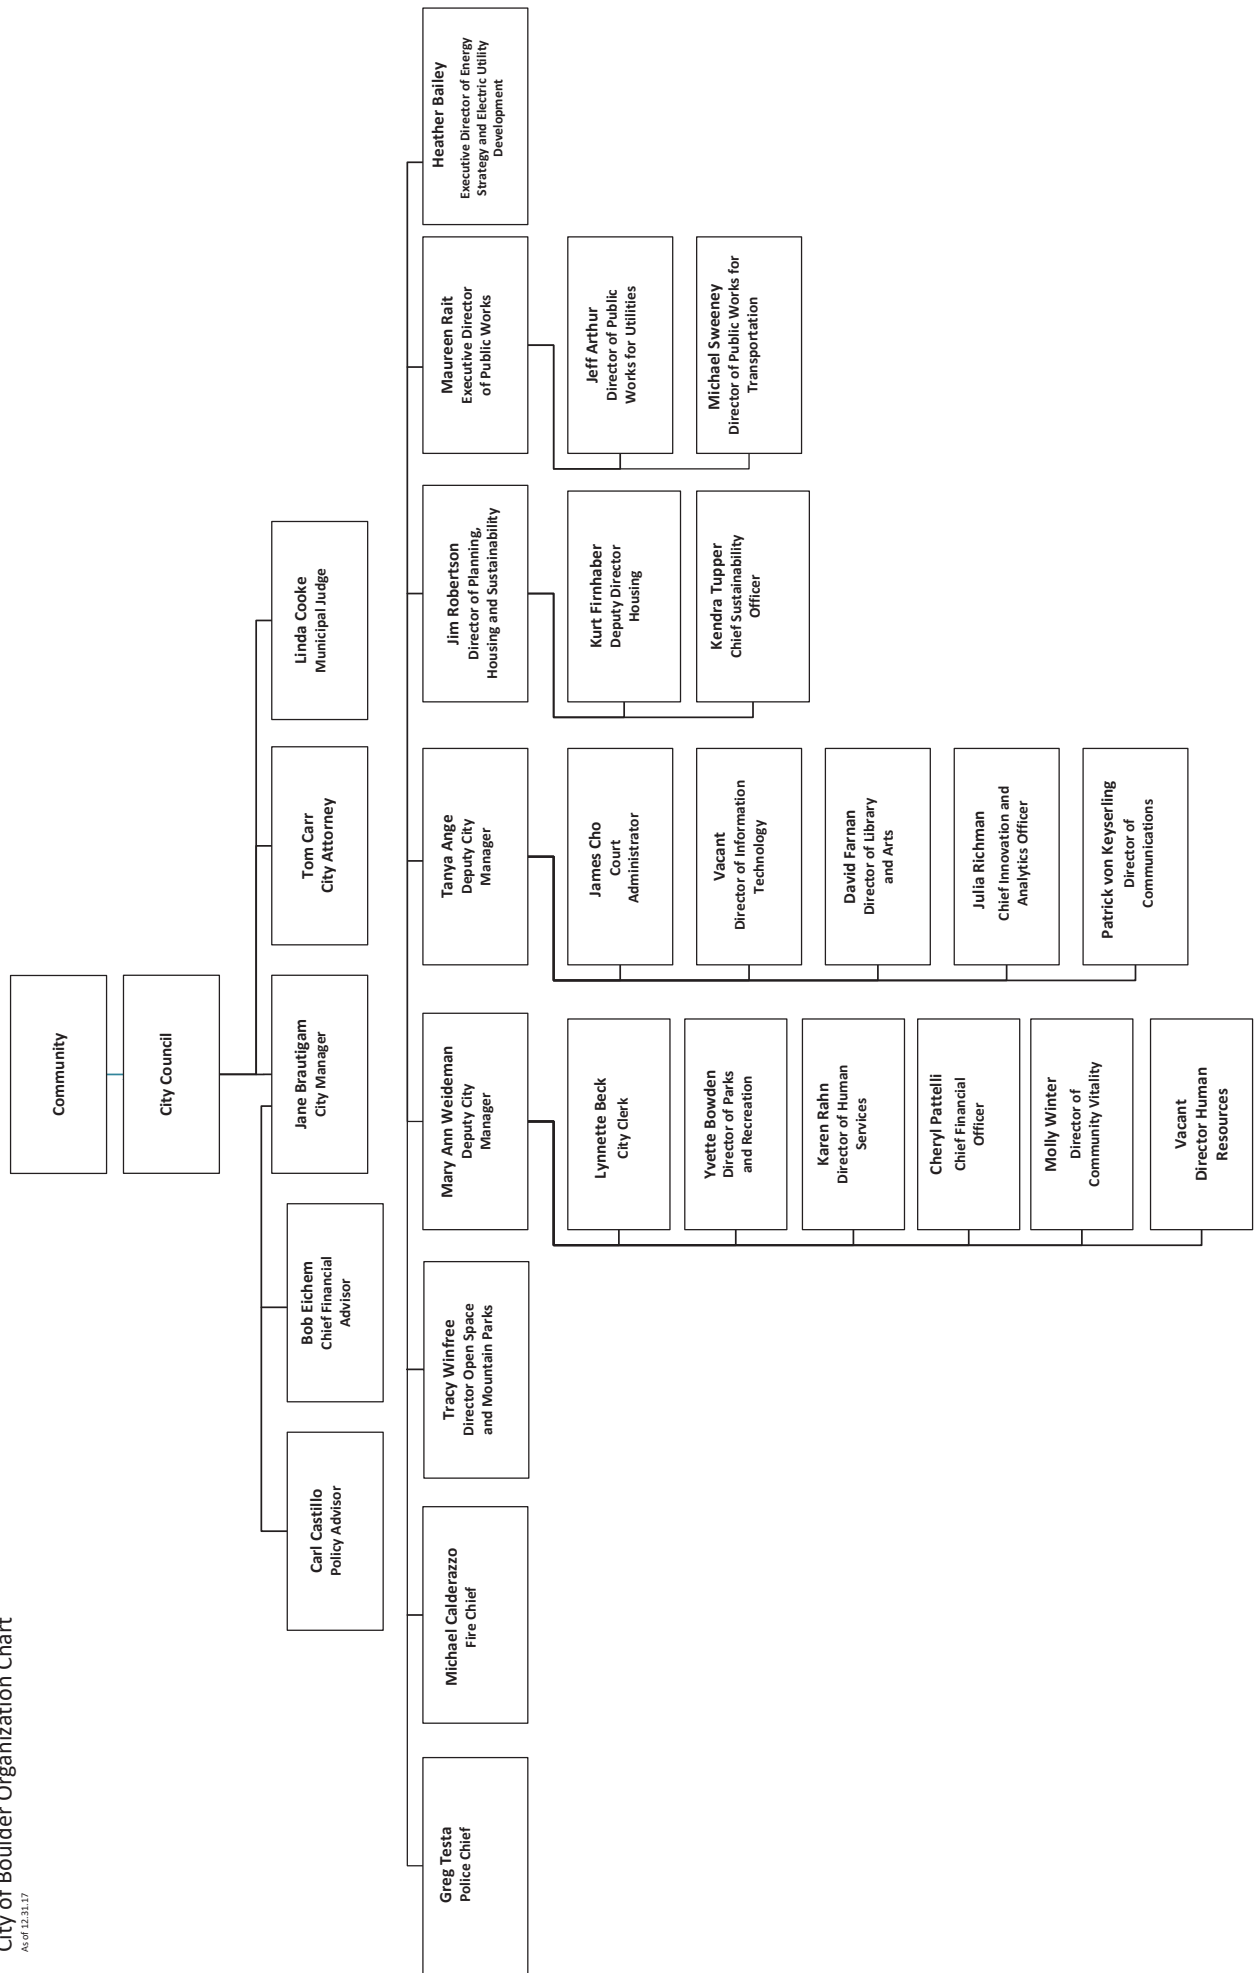 City of Boulder Organization Chart
As of 12.31.17
Community
City Council
Carl Castillo
Policy Advisor
Bob Eichem
Chief Financial
Advisor
Jane Brautigam
City Manager
Tom Carr
City Attorney
Linda Cooke
Municipal Judge
Greg Testa
Police Chief
Michael Calderazzo
Fire Chief
Tracy Winfree
Director Open Space
and Mountain Parks
Mary Ann Weideman
Deputy City
Manager
Tanya Ange
Deputy City
Manager
Jim Robertson
Director of Planning,
Housing and Sustainability
Maureen Rait
Executive Director
of Public Works
Heather Bailey
Executive Director of Energy
Strategy and Electric Utility
Development
Lynnette Beck
City Clerk
Yvette Bowden
Director of Parks
and Recreation
Karen Rahn
Director of Human
Services
Cheryl Pattelli
Chief Financial
Officer
Molly Winter
Director of
Community Vitality
Vacant
Director Human
Resources
James Cho
Court
Administrator
Vacant
Director of Information
Technology
David Farnan
Director of Library
and Arts
Julia Richman
Chief Innovation and
Analytics Officer
Patrick von Keyserling
Director of
Communications
Kurt Firnhaber
Deputy Director
Housing
Kendra Tupper
Chief Sustainability
Officer
Jeff Arthur
Director of Public
Works for Utilities
Michael Sweeney
Director of Public Works for
Transportation